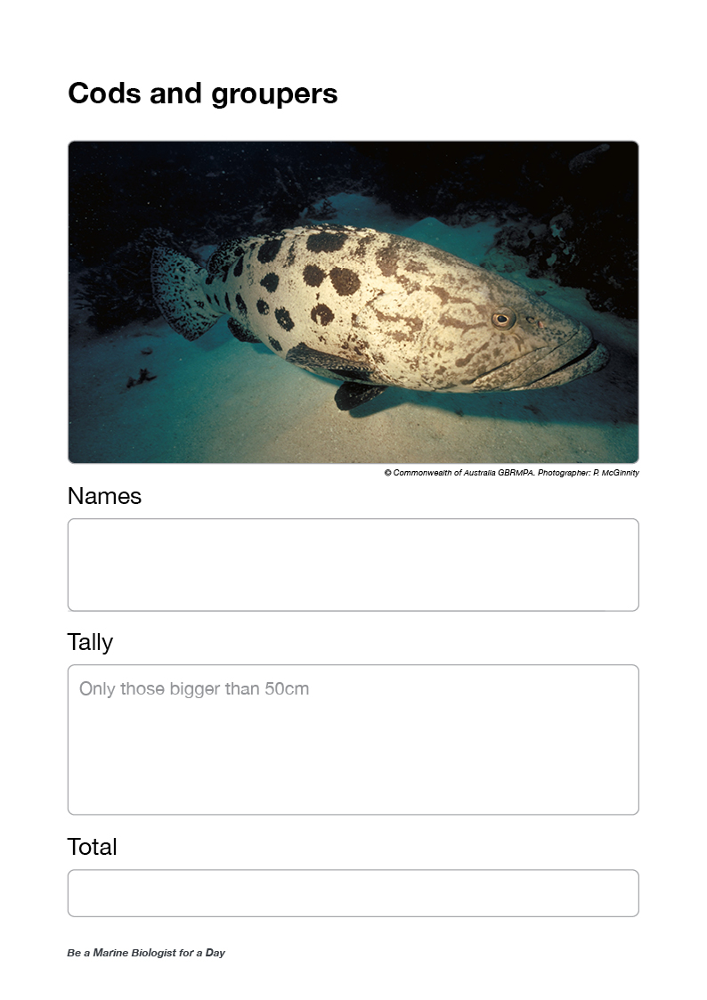 Cods and groupers
© Commonwealth of Australia GBRMPA. Photographer: P. McGinnity
Names
Tally
Only those bigger than 50cm
Total
Be a Marine Biologist for a Day